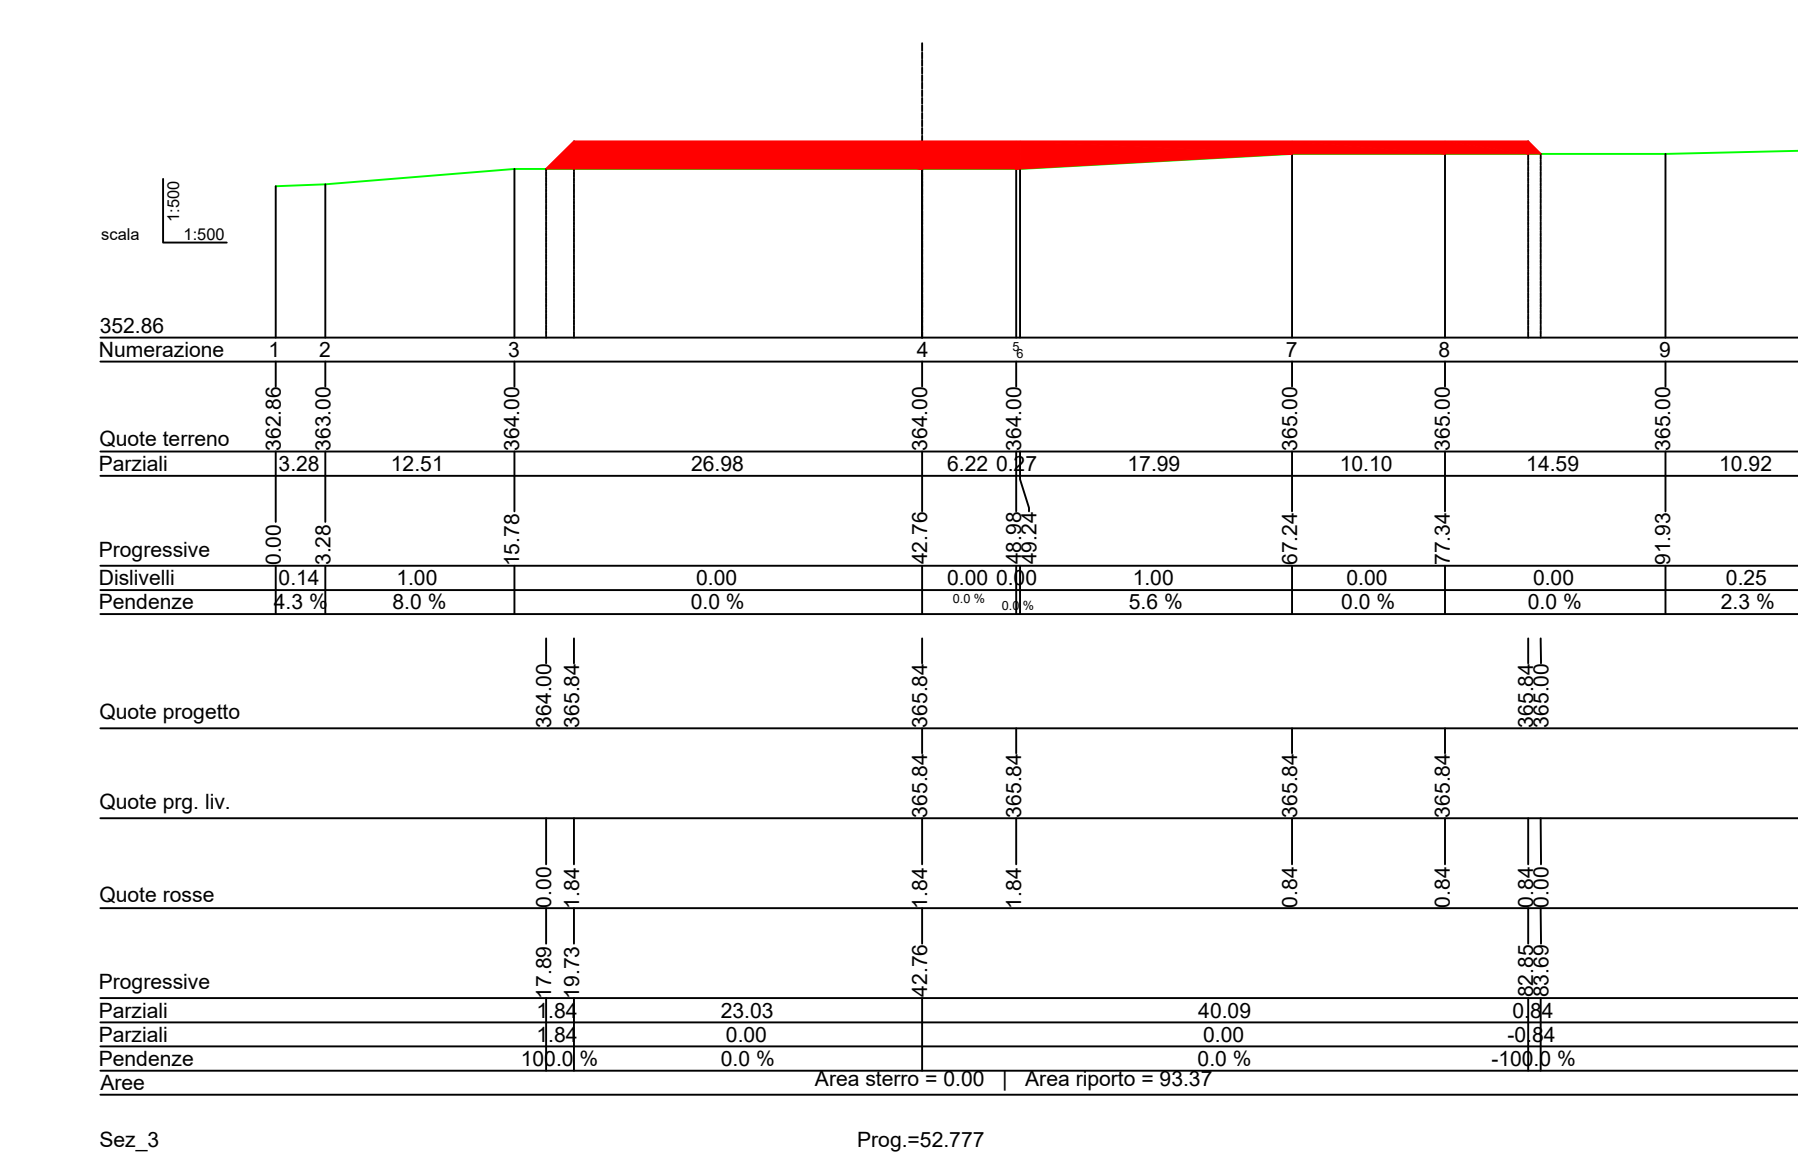 1:500
scala 1:500
352.86
Numerazione 1 2 3 4 5 6 7 8 9
Quote terreno 362.86 363.00 364.00 364.00 364.00 365.00 365.00 365.00
Parziali 3.28 12.51 26.98 6.22 0.27 17.99 10.10 14.59 10.92
Progressive 0.00 3.28 15.78 42.76 48.98 49.24 67.24 77.34 91.93
Dislivelli 0.14 1.00 0.00 0.00 0.00 1.00 0.00 0.00 0.25
Pendenze 4.3 % 8.0 % 0.0 % 0.0 % 0.0 % 5.6 % 0.0 % 0.0 % 2.3 %
Quote progetto 364.00 365.84 365.84 365.84 365.00
Quote prg. liv. 365.84 365.84 365.84 365.84
Quote rosse 0.00 1.84 1.84 1.84 0.84 0.84 0.84 0.00
Progressive 17.89 19.73 42.76 82.85 83.69
Parziali 1.84 23.03 40.09 0.84
Parziali 1.84 0.00 0.00 -0.84
Pendenze 100.0 % 0.0 % 0.0 % -100.0 %
Aree Area sterro = 0.00 | Area riporto = 93.37
Sez_3 Prog.=52.777